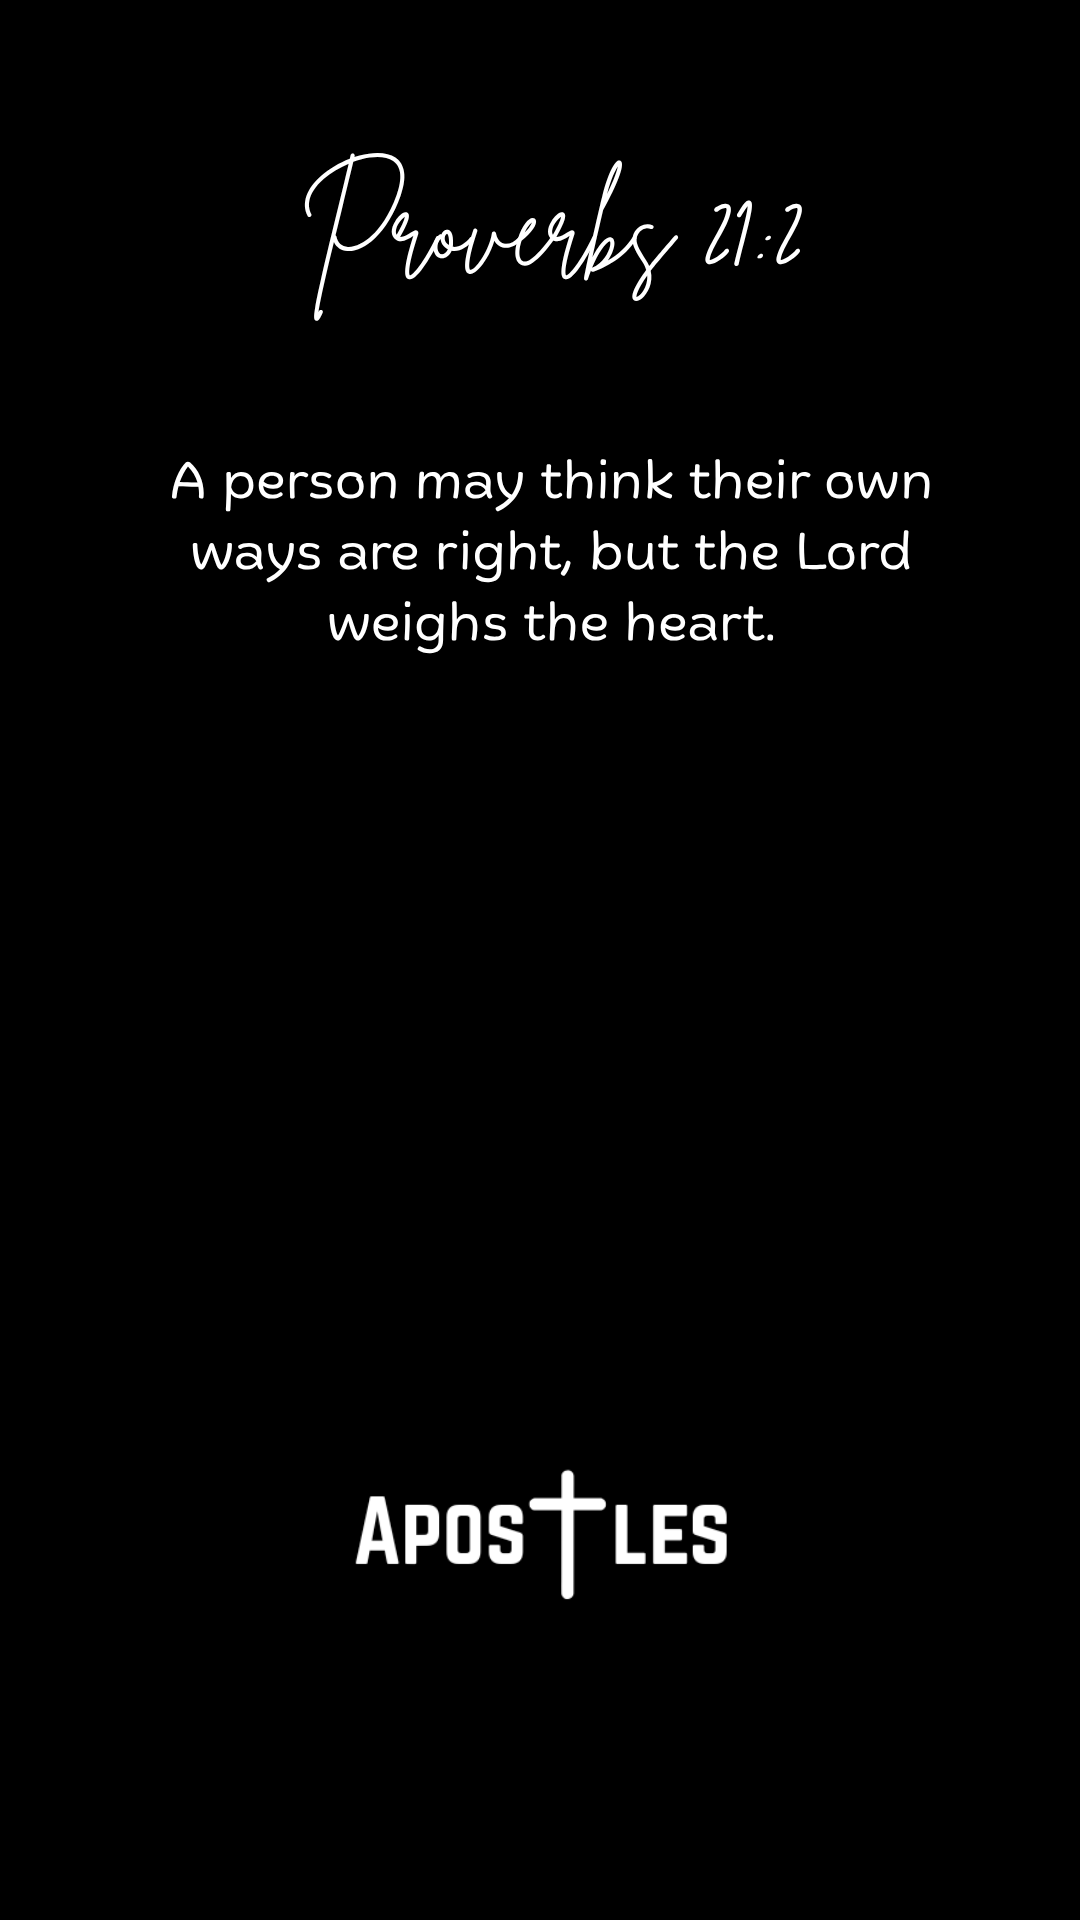 Proverbs 21:2
A person may think their own
ways are right, but the Lord
weighs the heart.
APOSTLES